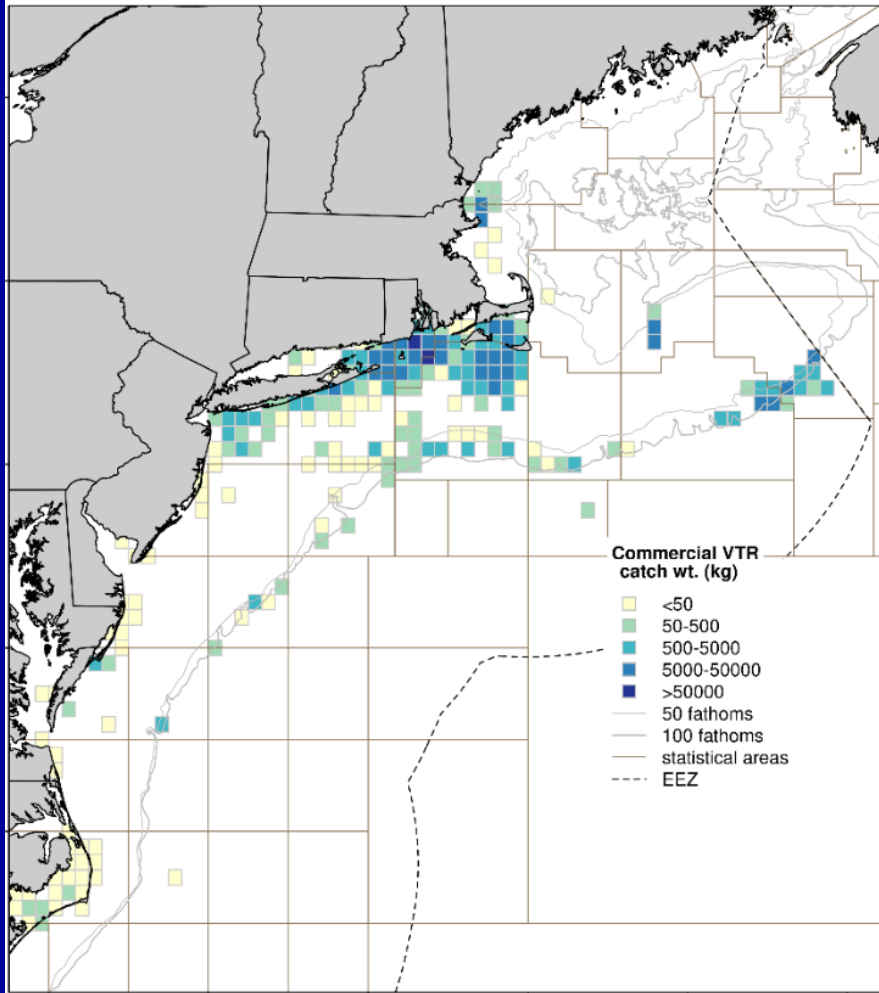 Commercial VTR
catch wt. (kg)
<50
50-500
500-5000
5000-50000
>50000
50 fathoms
100 fathoms
statistical areas
EEZ